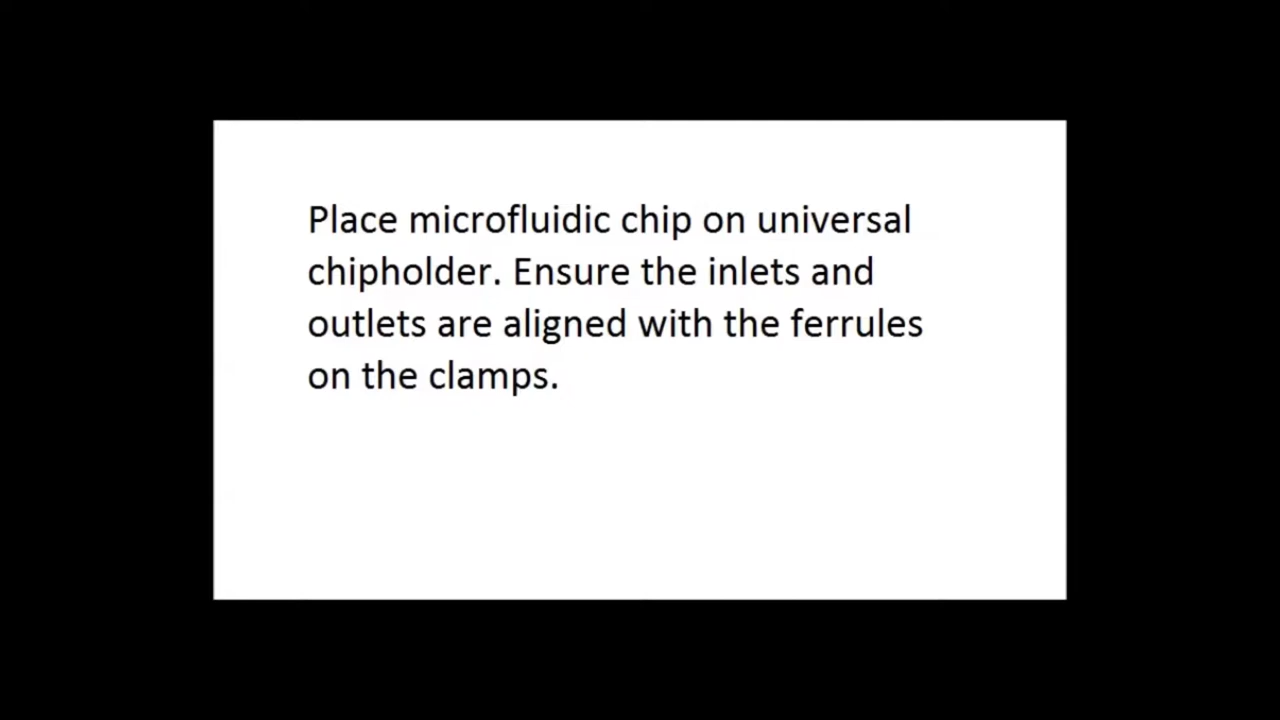 Place microfluidic chip on universal
chipholder. Ensure the inlets and
outlets are aligned with the ferrules
on the clamps.